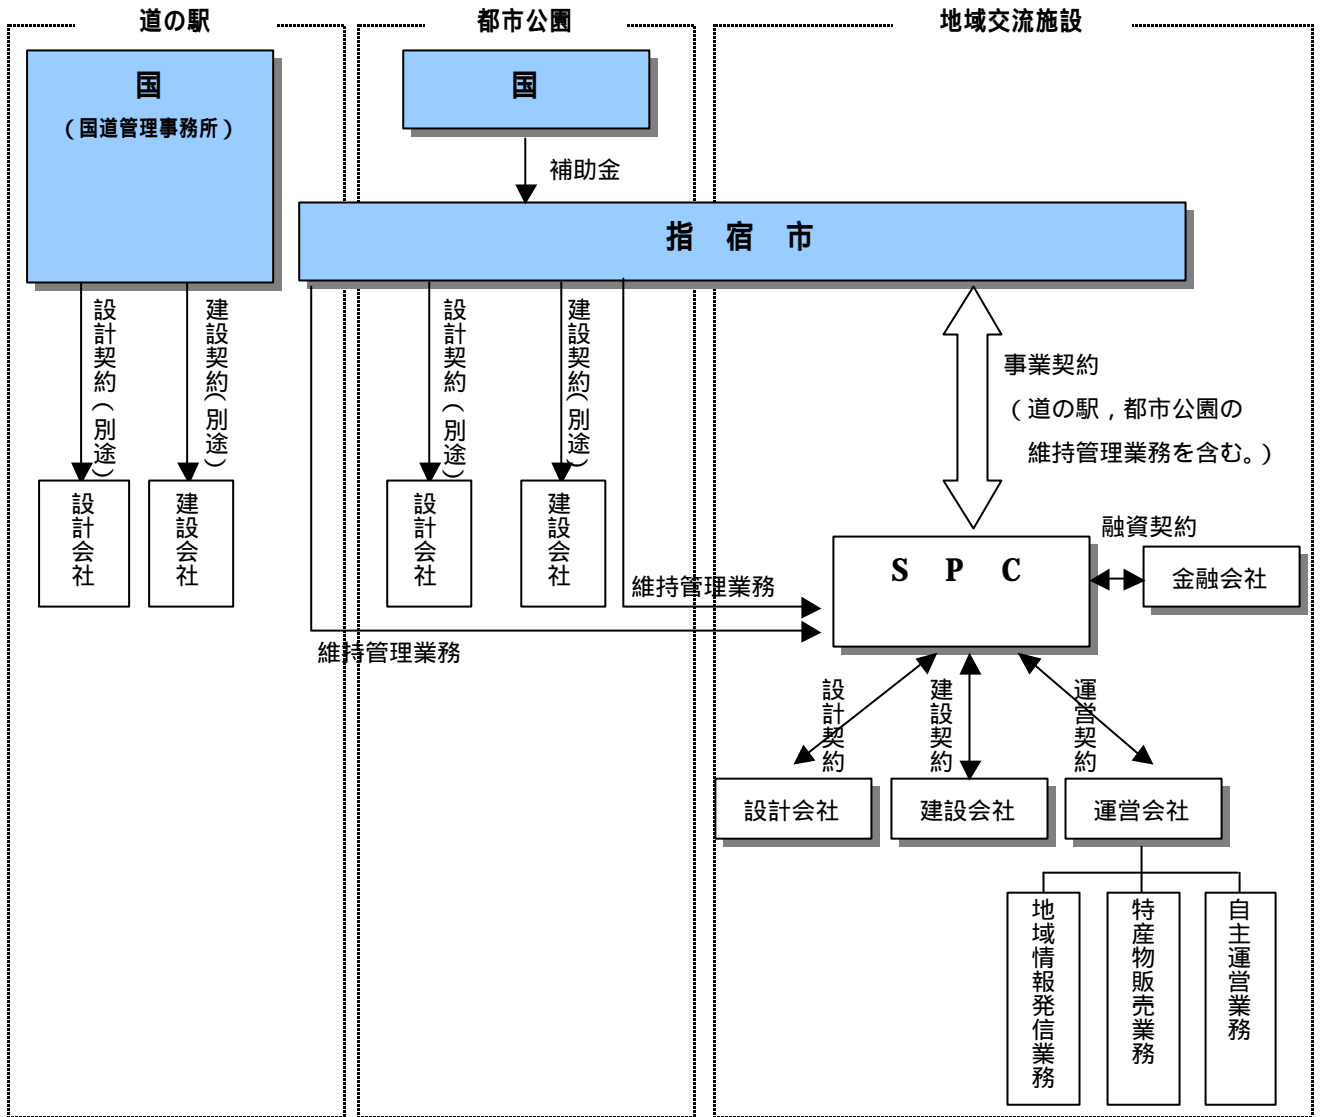 道の駅
都市公園
地域交流施設
国
（国道管理事務所）
国
補助金
指　宿　市
設計契約（別途）
建設契約（別途）
設計契約（別途）
建設契約（別途）
事業契約
（道の駅，都市公園の
維持管理業務を含む。）
設計会社
建設会社
設計会社
建設会社
融資契約
S　P　C
金融会社
維持管理業務
維持管理業務
設計契約
建設契約
運営契約
設計会社
建設会社
運営会社
地域情報発信業務
特産物販売業務
自主運営業務